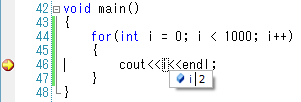 42 void main()
43 {
44 for(int i = 0; i < 1000; i++)
45 {
46 cout<<i<<endl;
47 }
48 }
i 2